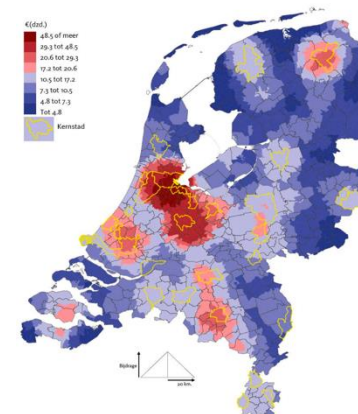 €(dzd.)
48.5 of meer
29.3 tot 48.5
20.6 tot 29.3
17.2 tot 20.6
10.5 tot 17.2
7.3 tot 10.5
4.8 tot 7.3
Tot 4.8
Kernstad
Bijdrage
20 km.